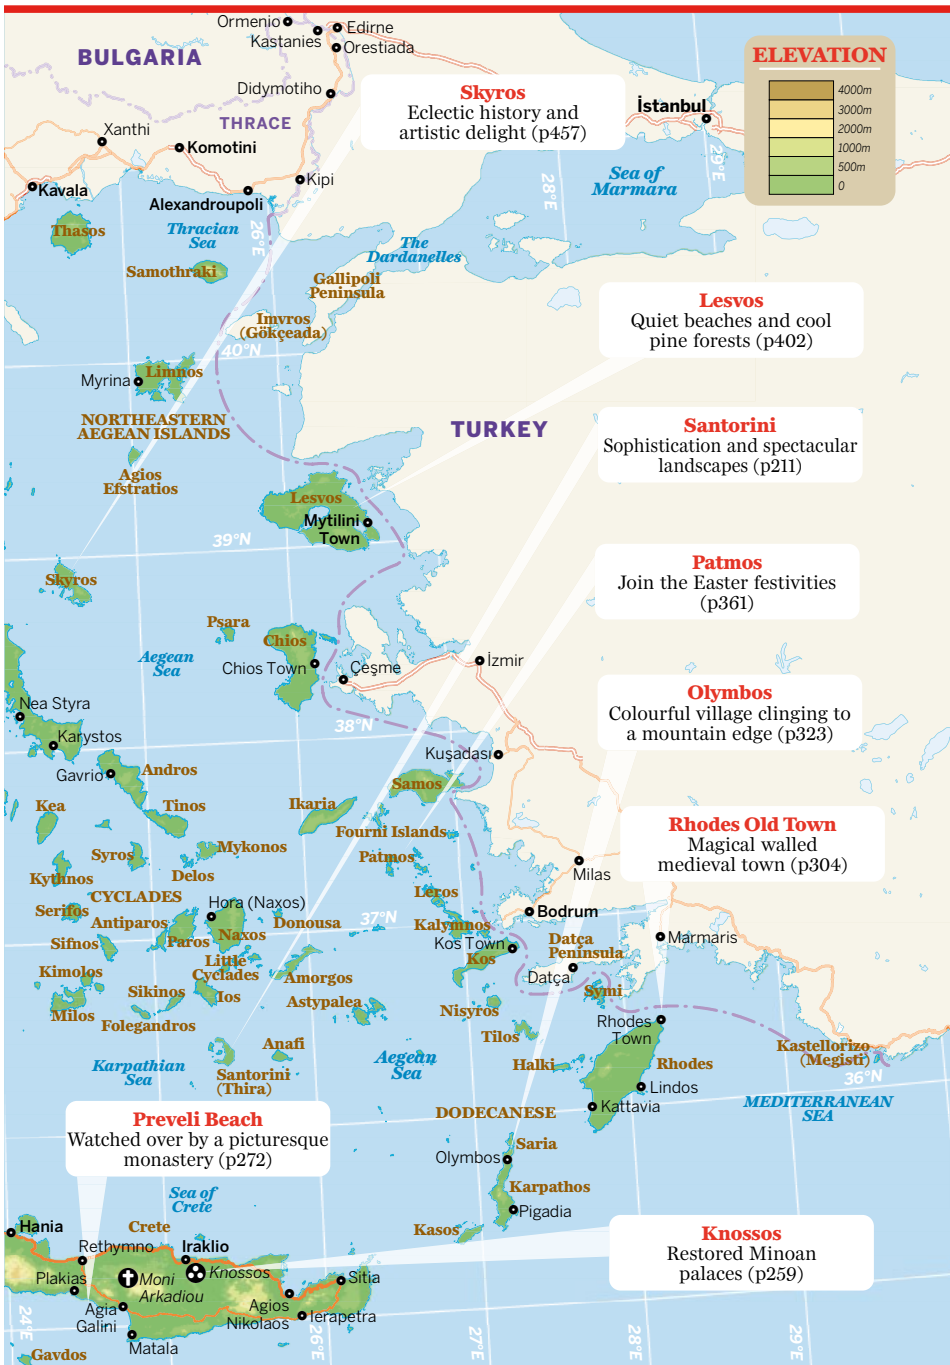 Ormenio
Edirne
Kastanies
Orestiada
BULGARIA
ELEVATION
4000m
3000m
2000m
1000m
500m
0
Didymotiho
Skyros
Eclectic history and
artistic delight (p457)
İstanbul
THRACE
Xanthi
Komotini
29°E
28°E
Sea of
Marmara
Kipi
Kavala
Alexandroupoli
26°E
Thasos
Thracian
Sea
The
Dardanelles
Samothraki
Gallipoli
Peninsula
Lesvos
Quiet beaches and cool
pine forests (p402)
Imvros
(Gökçeada)
40°N
Myrina
Limnos
NORTHEASTERN
AEGEAN ISLANDS
TURKEY
Santorini
Sophistication and spectacular
landscapes (p211)
Agios
Efstratios
Lesvos
Mytilini
Town
39°N
Patmos
Join the Easter festivities
(p361)
Skyros
Psara
Chios
Aegean
Sea
Chios Town
Çeşme
İzmir
Olymbos
Colourful village clinging to
a mountain edge (p323)
Nea Styra
38°N
Karystos
Kuşadası
Gavrio
Andros
Samos
Kea
Tinos
Ikaria
Fourni Islands
Rhodes Old Town
Magical walled
medieval town (p304)
Syros
Mykonos
Patmos
Kythnos
Delos
Milas
CYCLADES
Leros
Hora (Naxos)
Serifos
Antiparos
Donousa
37°N
Kalymnos
Bodrum
Sifnos
Paros
Naxos
Kos Town
Kos
Datça
Peninsula
Marmaris
Little
Cyclades
Kimolos
Amorgos
Datça
Sikinos
Ios
Astypalea
Symi
Milos
Folegandros
Nisyros
Rhodes
Town
Tilos
Anafi
Kastellorizo
(Megisti)
Karpathian
Sea
Santorini
(Thira)
Aegean
Sea
Halki
Rhodes
36°N
Lindos
Kattavia
MEDITERRANEAN
SEA
DODECANESE
Preveli Beach
Watched over by a picturesque
monastery (p272)
Saria
Olymbos
Karpathos
Pigadia
Sea of
Crete
Hania
Crete
Kasos
Knossos
Restored Minoan
palaces (p259)
Rethymno
Iraklio
Plakias
Moni
Arkadiou
Knossos
Sitia
Agia
Galini
Agios
Nikolaos
Ierapetra
Matala
24°E
26°E
27°E
28°E
29°E
Gavdos